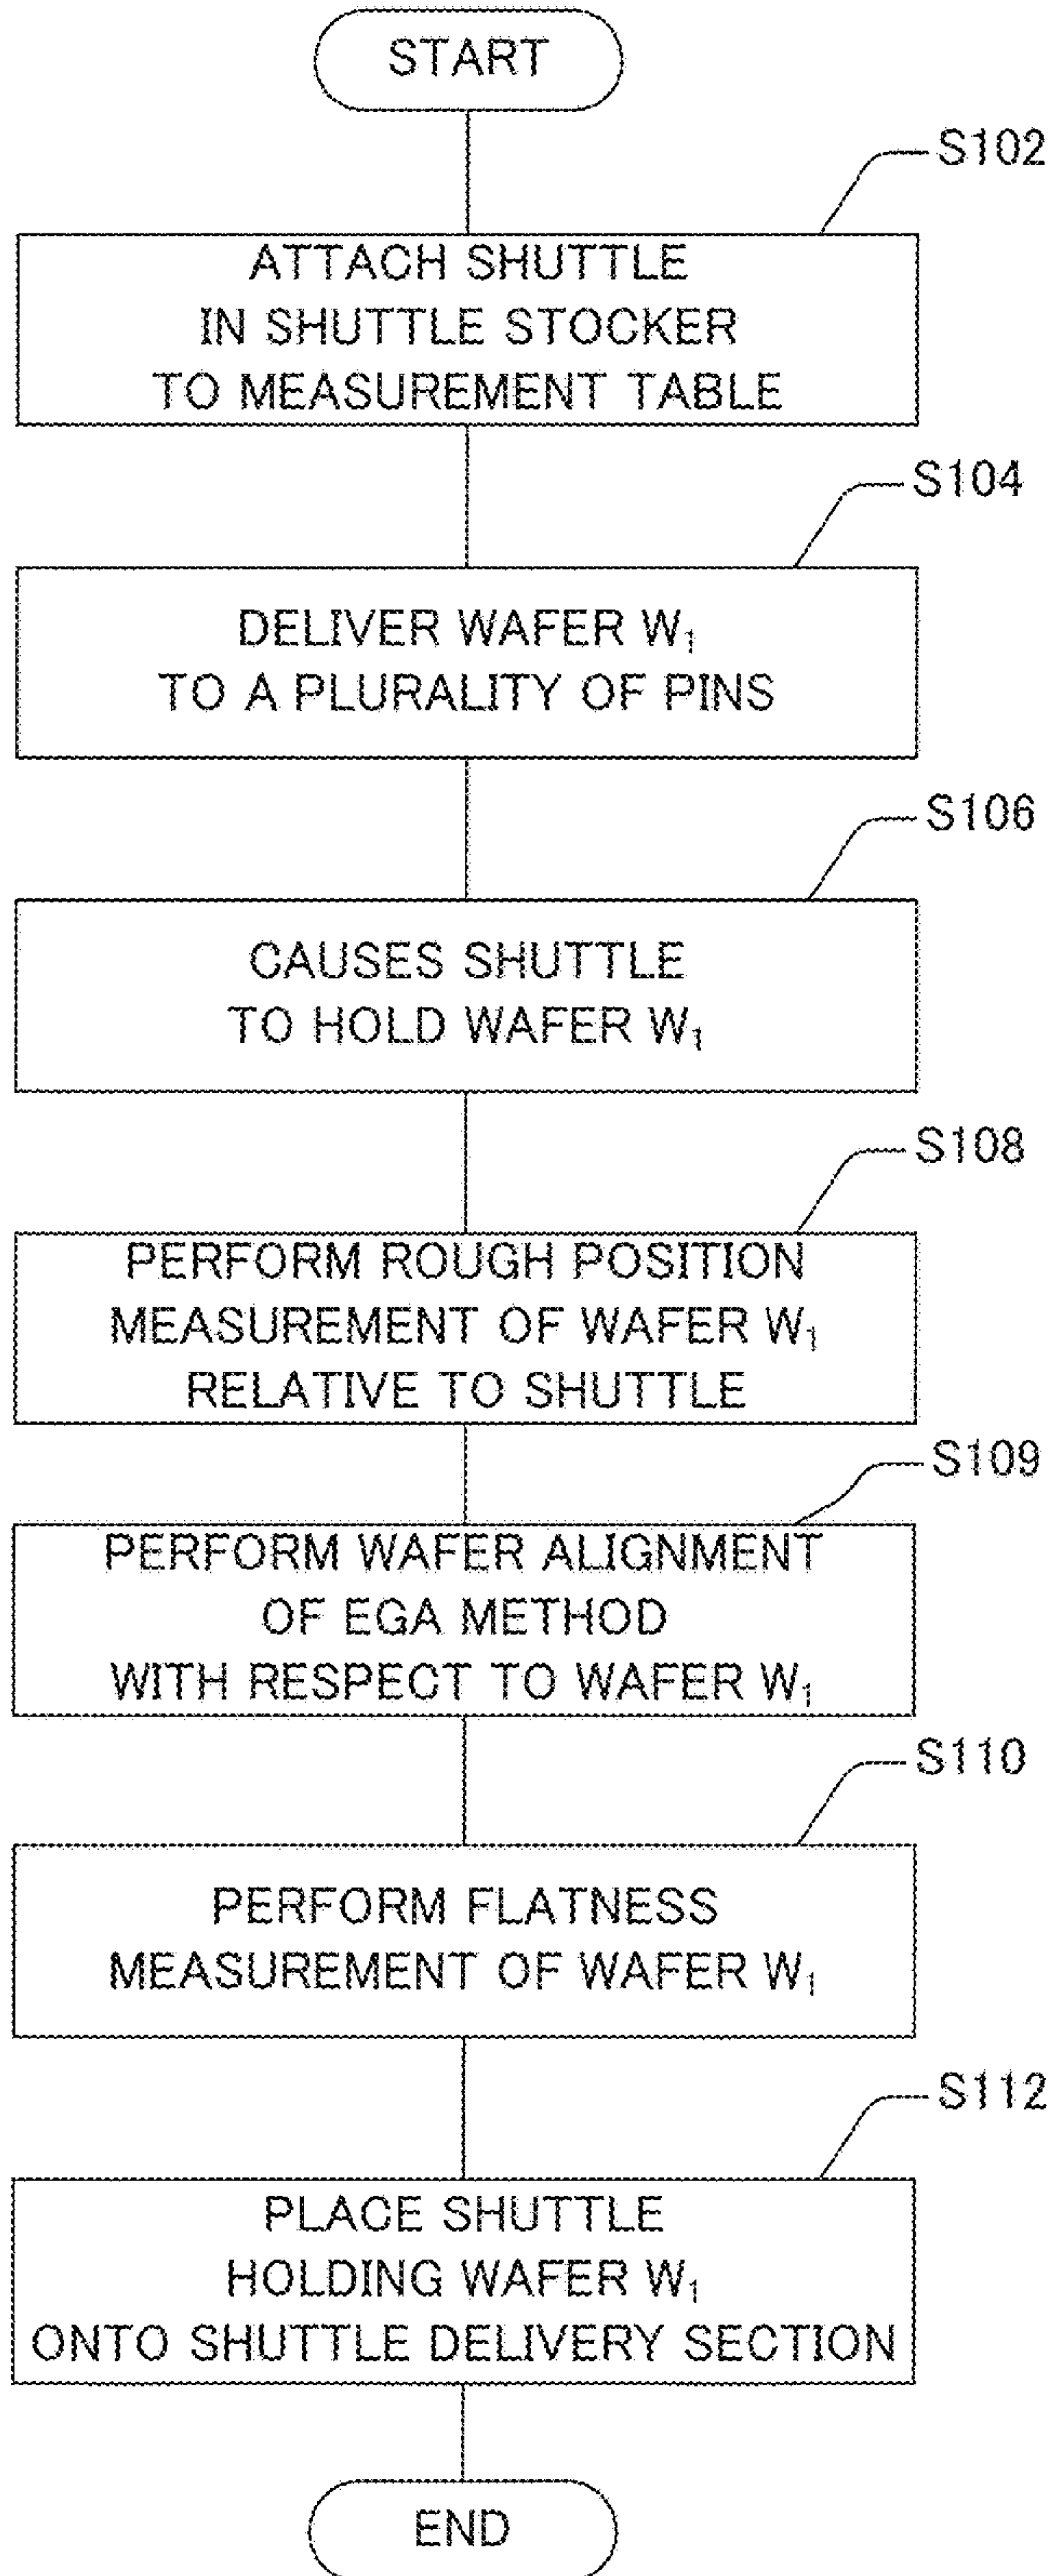 START
S102
ATTACH SHUTTLE
IN SHUTTLE STOCKER
TO MEASUREMENT TABLE
S104
DELIVER WAFER W₁
TO A PLURALITY OF PINS
S106
CAUSES SHUTTLE
TO HOLD WAFER W₁
S108
PERFORM ROUGH POSITION
MEASUREMENT OF WAFER W₁
RELATIVE TO SHUTTLE
S109
PERFORM WAFER ALIGNMENT
OF EGA METHOD
WITH RESPECT TO WAFER W₁
S110
PERFORM FLATNESS
MEASUREMENT OF WAFER W₁
S112
PLACE SHUTTLE
HOLDING WAFER W₁
ONTO SHUTTLE DELIVERY SECTION
END